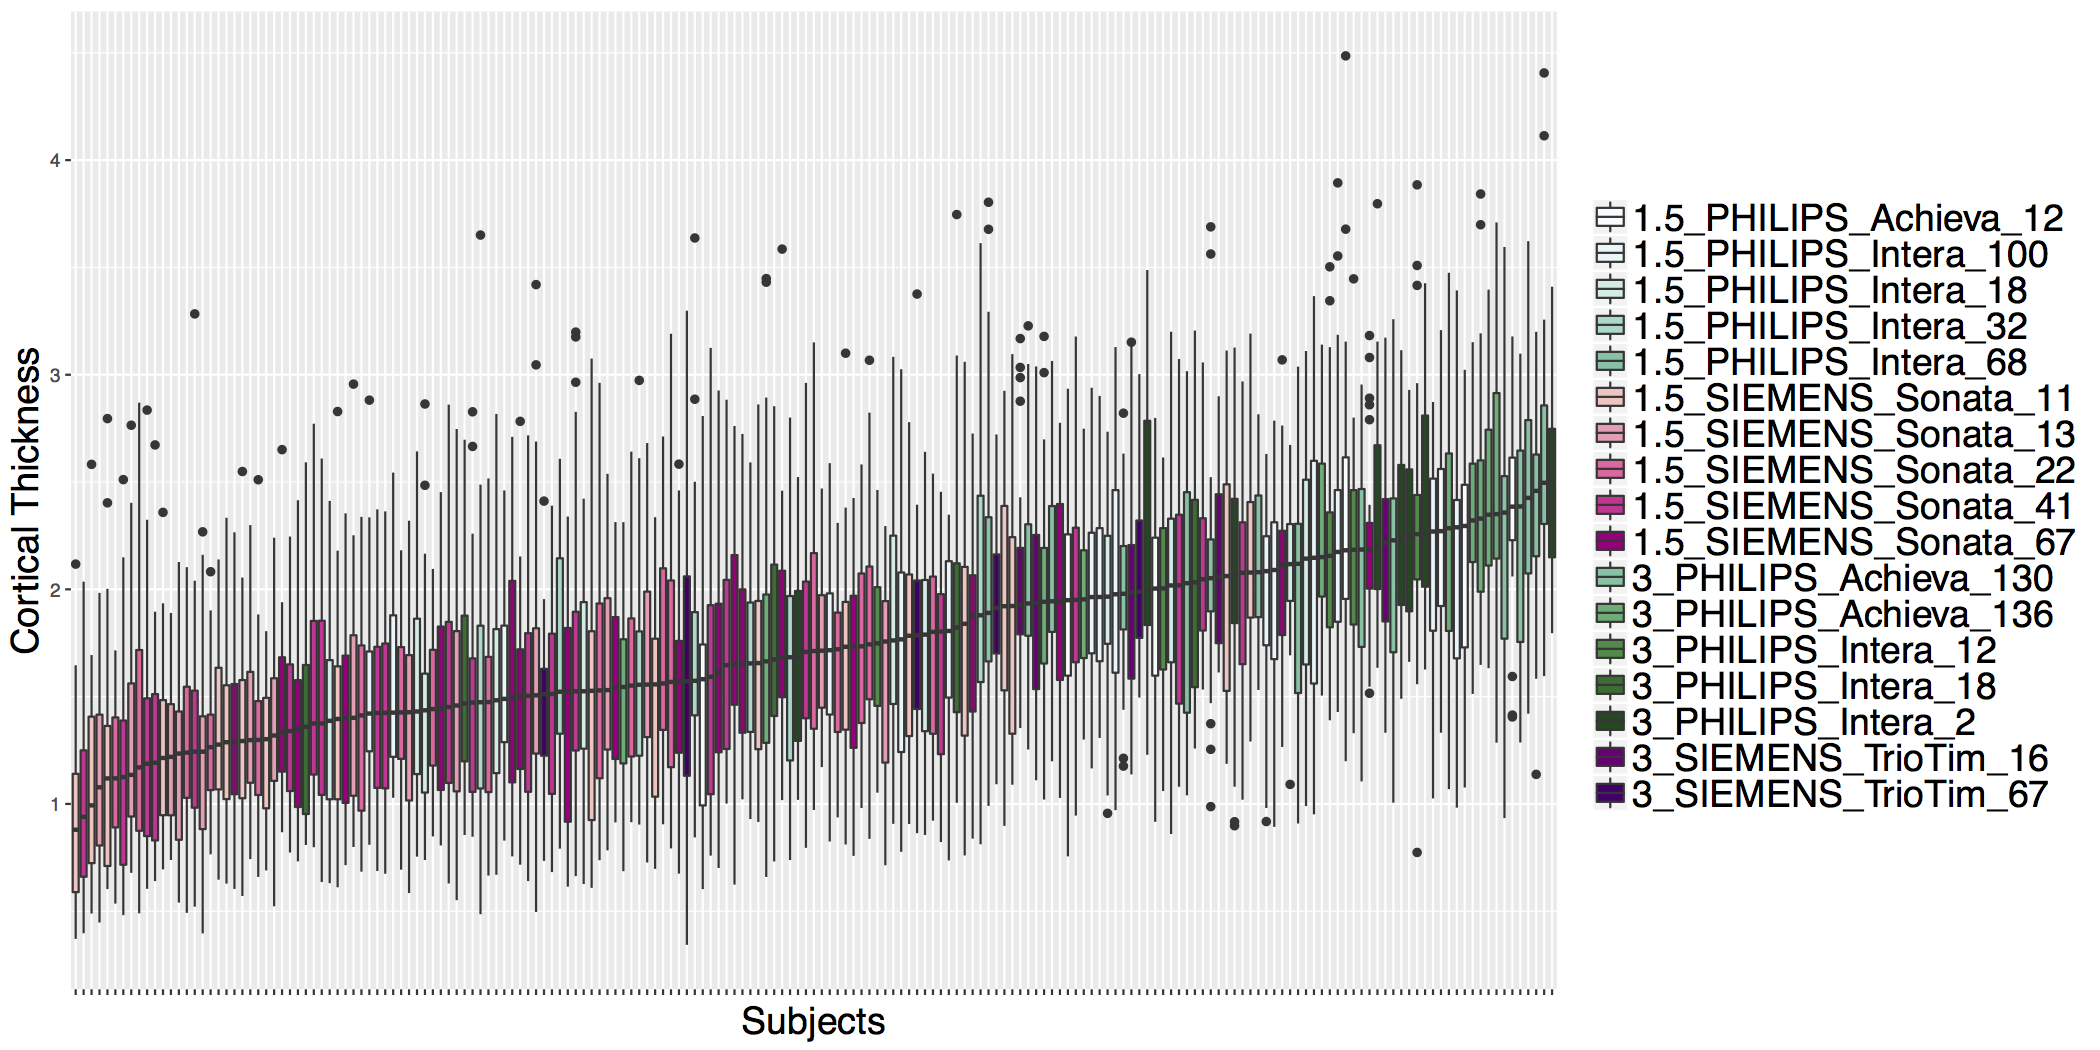 Cortical Thickness
4
3
2
1
Subjects
1.5_PHILIPS_Achieva_12
1.5_PHILIPS_Intera_100
1.5_PHILIPS_Intera_18
1.5_PHILIPS_Intera_32
1.5_PHILIPS_Intera_68
1.5_SIEMENS_Sonata_11
1.5_SIEMENS_Sonata_13
1.5_SIEMENS_Sonata_22
1.5_SIEMENS_Sonata_41
1.5_SIEMENS_Sonata_67
3_PHILIPS_Achieva_130
3_PHILIPS_Achieva_136
3_PHILIPS_Intera_12
3_PHILIPS_Intera_18
3_PHILIPS_Intera_2
3_SIEMENS_TrioTim_16
3_SIEMENS_TrioTim_67